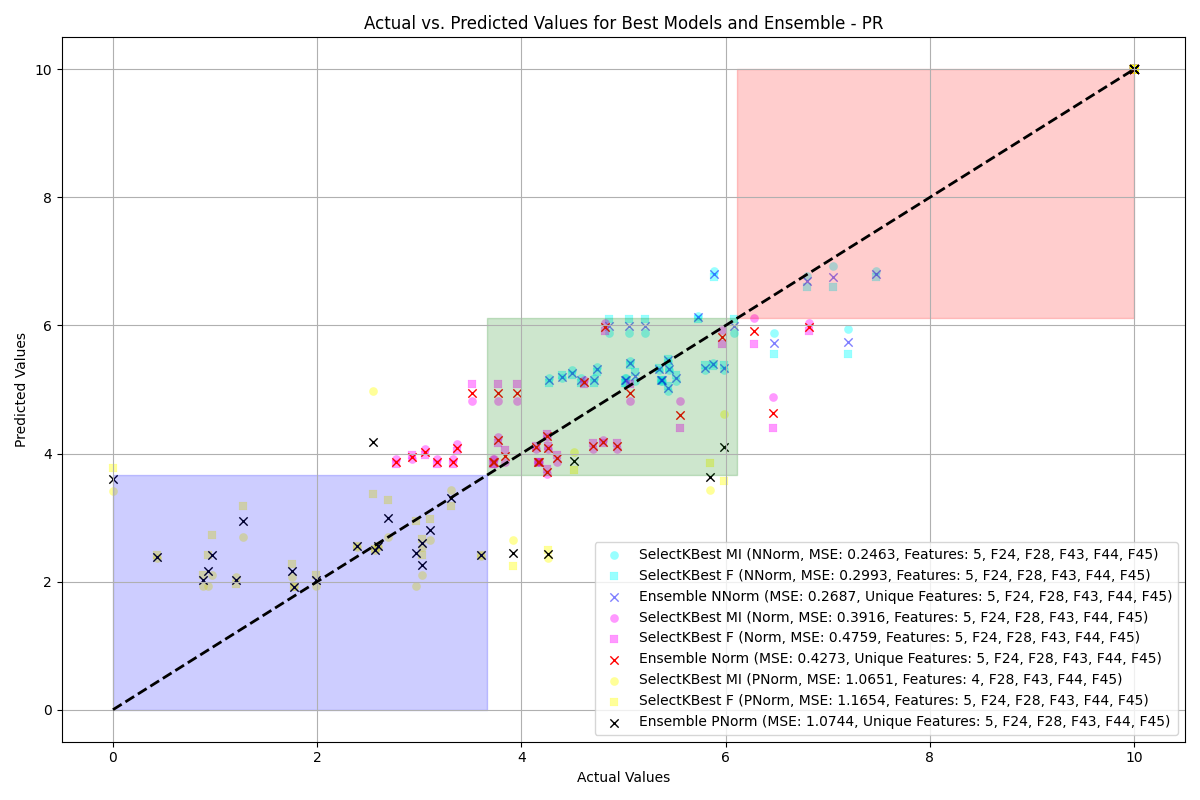 Actual vs. Predicted Values for Best Models and Ensemble - PR
Predicted Values
10
8
6
4
2
0
SelectKBest MI (NNorm, MSE: 0.2463, Features: 5, F24, F28, F43, F44, F45)
SelectKBest F (NNorm, MSE: 0.2993, Features: 5, F24, F28, F43, F44, F45)
Ensemble NNorm (MSE: 0.2687, Unique Features: 5, F24, F28, F43, F44, F45)
SelectKBest MI (Norm, MSE: 0.3916, Features: 5, F24, F28, F43, F44, F45)
SelectKBest F (Norm, MSE: 0.4759, Features: 5, F24, F28, F43, F44, F45)
Ensemble Norm (MSE: 0.4273, Unique Features: 5, F24, F28, F43, F44, F45)
SelectKBest MI (PNorm, MSE: 1.0651, Features: 4, F28, F43, F44, F45)
SelectKBest F (PNorm, MSE: 1.1654, Features: 5, F24, F28, F43, F44, F45)
Ensemble PNorm (MSE: 1.0744, Unique Features: 5, F24, F28, F43, F44, F45)
0 2 4 6 8 10
Actual Values